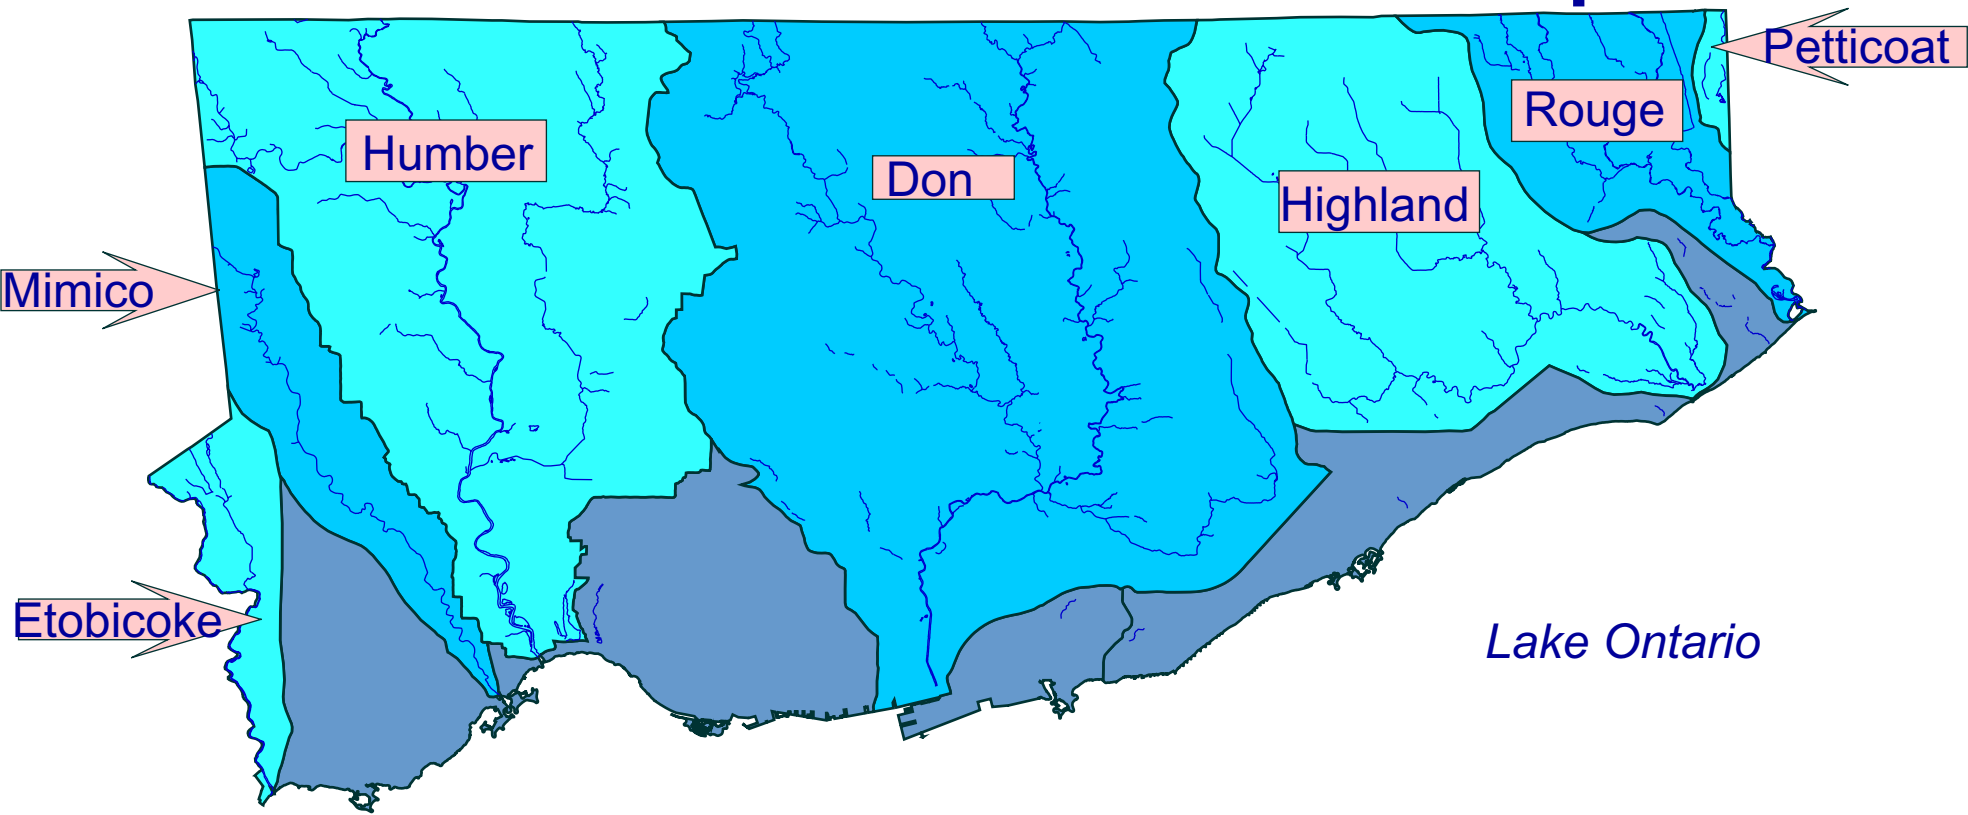 Petticoat
Rouge
Humber
Don
Highland
Mimico
Etobicoke
Lake Ontario